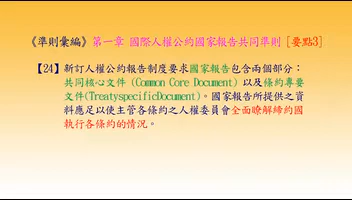 《準則彙編》第一章 國際人權公約國家報告共同準則 [要點3]
【24】新訂人權公約報告制度要求國家報告包含兩個部分：
共同核心文件 (Common Core Document) 以及條約專要
文件(TreatyspecificDocument)。國家報告所提供之資
料應足以使主管各條約之人權委員會全面瞭解締約國
執行各條約的情況。